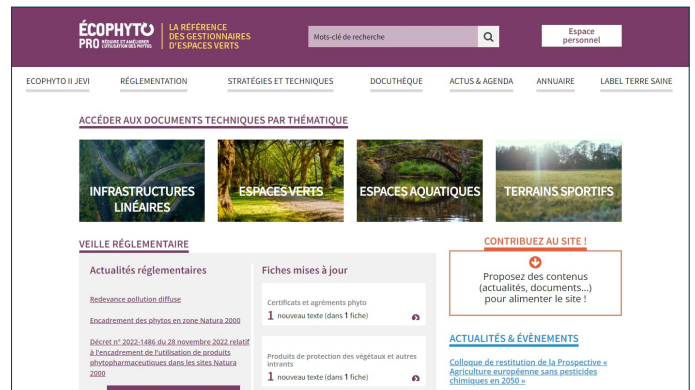 ÉCOPHYTO
PRO RÉDUIRE ET AMÉLIORER
L'UTILISATION DES PHYTOS
LA RÉFÉRENCE
DES GESTIONNAIRES
D'ESPACES VERTS
Mots-clé de recherche
Espace
personnel
ECOPHYTO II JEVI
RÉGLEMENTATION
STRATÉGIES ET TECHNIQUES
DOCUTHÈQUE
ACTUS & AGENDA
ANNUAIRE
LABEL TERRE SAINE
ACCÉDER AUX DOCUMENTS TECHNIQUES PAR THÉMATIQUE
INFRASTRUCTURES
LINÉAIRES
ESPACES VERTS
ESPACES AQUATIQUES
TERRAINS SPORTIFS
VEILLE RÉGLEMENTAIRE
Actualités réglementaires
Redevance pollution diffuse
Encadrement des phytos en zone Natura 2000
Décret n° 2022-1486 du 28 novembre 2022 relatif
à l'encadrement de l'utilisation de produits
phytopharmaceutiques dans les sites Natura
2000
Fiches mises à jour
Certificats et agréments phyto
1 nouveau texte (dans 1 fiche)
Produits de protection des végétaux et autres
intrants
1 nouveau texte (dans 1 fiche)
CONTRIBUEZ AU SITE !
Proposez des contenus
(actualités, documents...)
pour alimenter le site !
ACTUALITÉS & ÉVÈNEMENTS
Colloque de restitution de la Prospective «
Agriculture européenne sans pesticides
chimiques en 2050 »